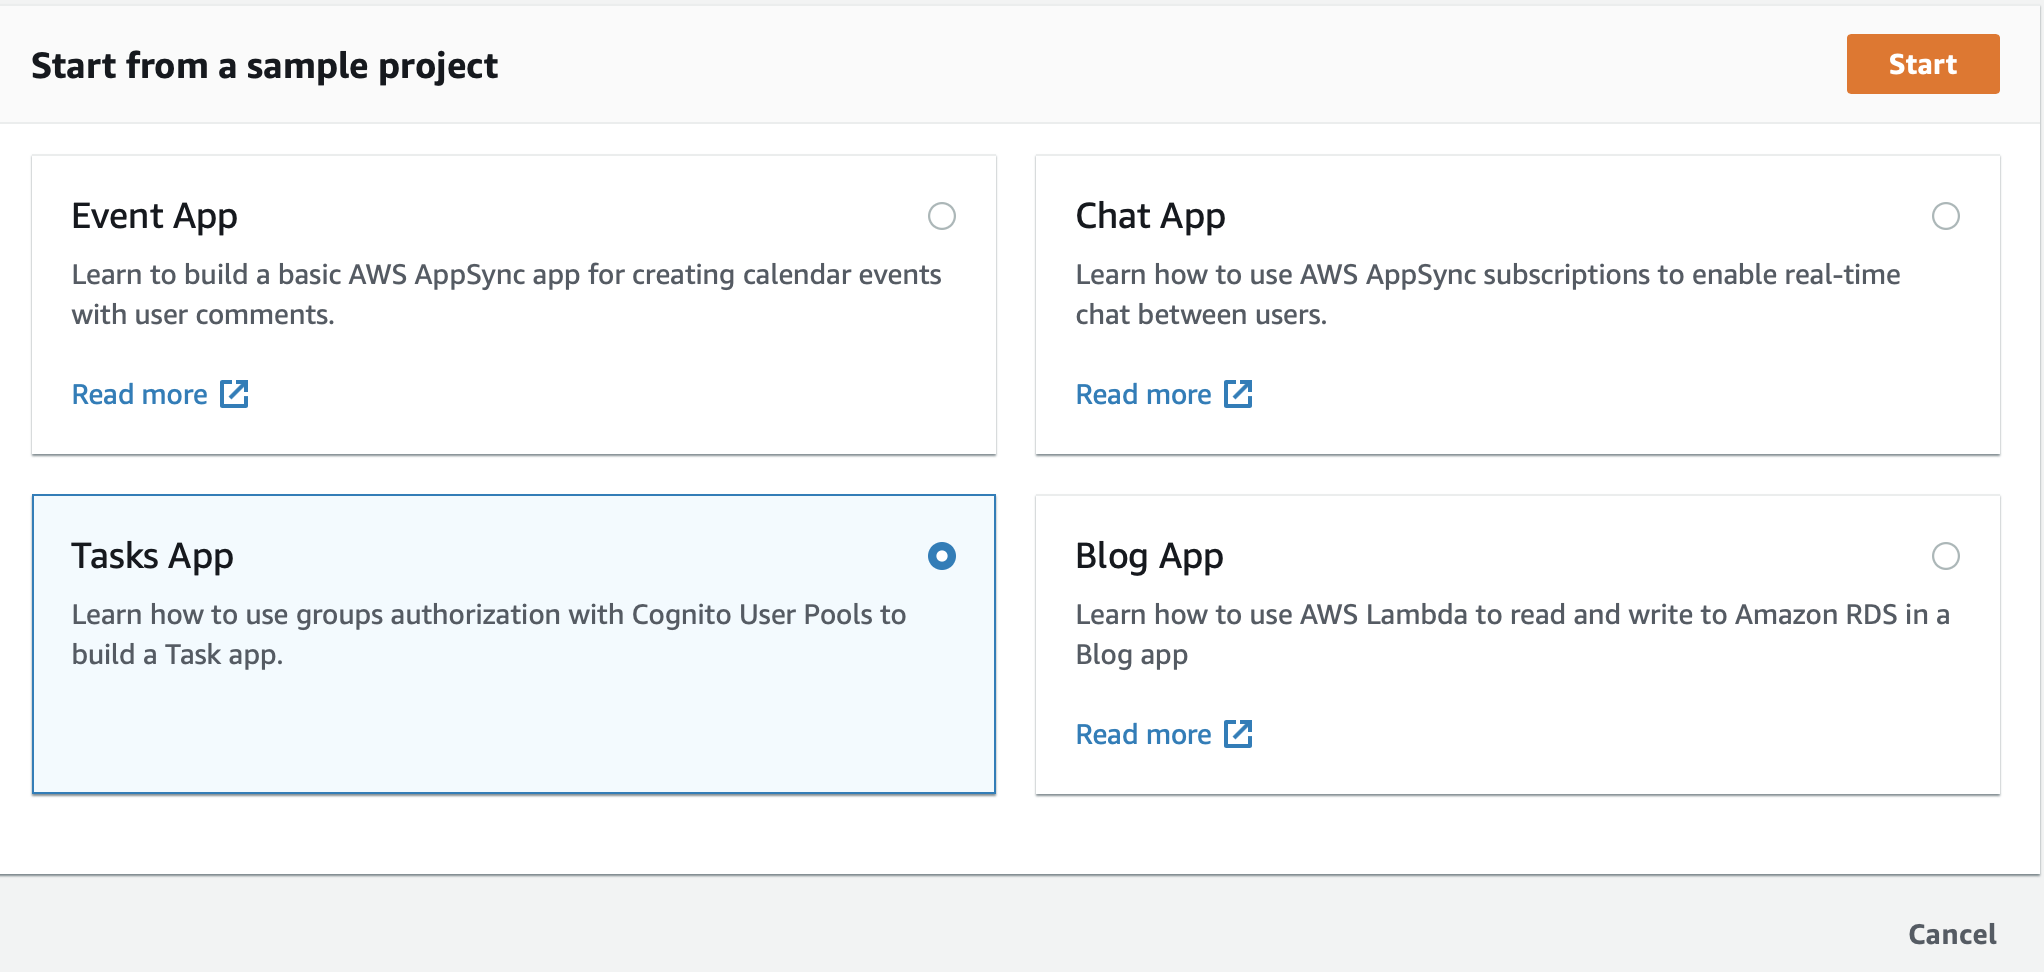 Start from a sample project
Start
Event App
Learn to build a basic AWS AppSync app for creating calendar events
with user comments.
Read more
Chat App
Learn how to use AWS AppSync subscriptions to enable real-time
chat between users.
Read more
Tasks App
Learn how to use groups authorization with Cognito User Pools to
build a Task app.
Blog App
Learn how to use AWS Lambda to read and write to Amazon RDS in a
Blog app
Read more
Cancel